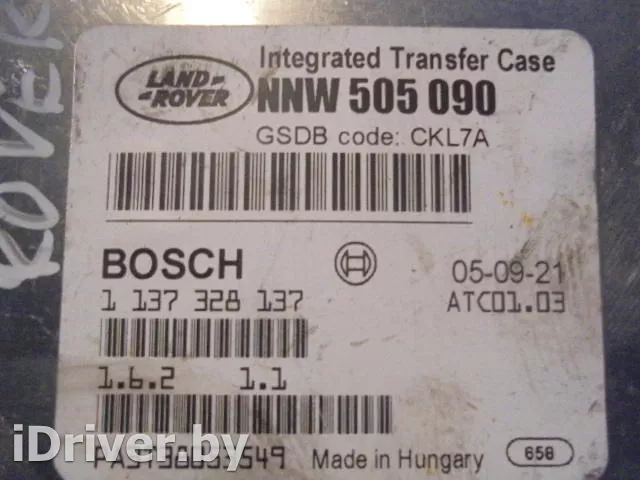 ROVER
Integrated Transfer Case
LAND-
-ROVER
NNW 505 090
GSDB code: CKL7A
BOSCH
05-09-21
1 137 328 137
ATC01.03
1.6.2 1.1
Made in Hungary
658
iDriver.by